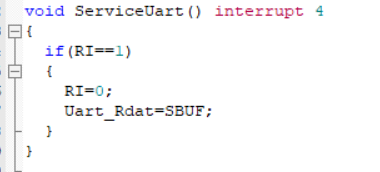 void ServiceUart() interrupt 4
{
if(RI==1)
{
RI=0;
Uart_Rdat=SBUF;
}
}